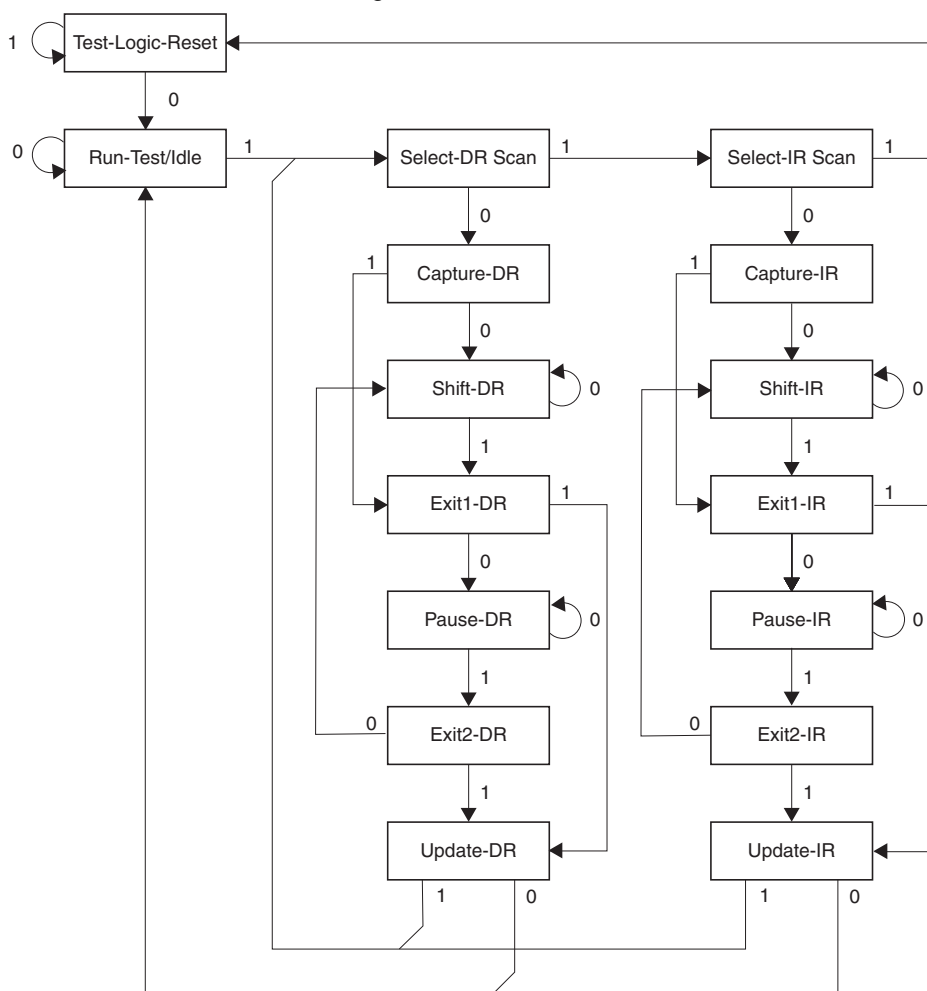 1 Test-Logic-Reset
0
0 Run-Test/Idle 1 Select-DR Scan 1 Select-IR Scan 1
0 0
1 Capture-DR 1 Capture-IR
0 0
Shift-DR 0 Shift-IR 0
1 1
Exit1-DR 1 Exit1-IR 1
0 0
Pause-DR 0 Pause-IR 0
1 1
0 Exit2-DR 0 Exit2-IR
1 1
Update-DR Update-IR
1 0 1 0